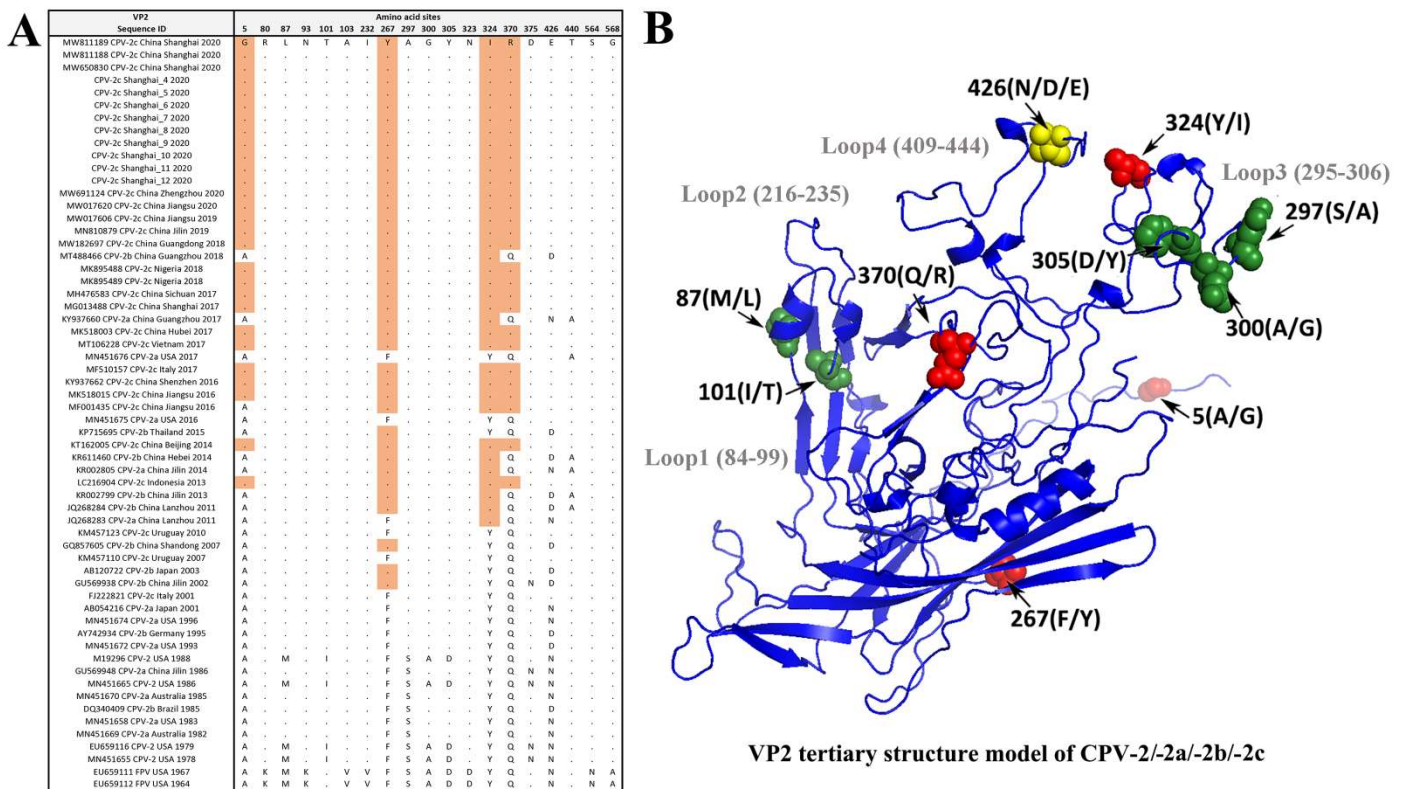 A
VP2 Amino acid sites
Sequence ID 5 80 87 93 101 103 232 267 297 300 305 323 324 370 375 426 440 564 568
MW811189 CPV-2c China Shanghai 2020 G R L N T A I Y A G Y N I R D E T S G
MW811188 CPV-2c China Shanghai 2020 . . . . . . . . . . . . . . . . . . .
MW650830 CPV-2c China Shanghai 2020 . . . . . . . . . . . . . . . . . . .
CPV-2c Shanghai_4 2020 . . . . . . . . . . . . . . . . . . .
CPV-2c Shanghai_5 2020 . . . . . . . . . . . . . . . . . . .
CPV-2c Shanghai_6 2020 . . . . . . . . . . . . . . . . . . .
CPV-2c Shanghai_7 2020 . . . . . . . . . . . . . . . . . . .
CPV-2c Shanghai_8 2020 . . . . . . . . . . . . . . . . . . .
CPV-2c Shanghai_9 2020 . . . . . . . . . . . . . . . . . . .
CPV-2c Shanghai_10 2020 . . . . . . . . . . . . . . . . . . .
CPV-2c Shanghai_11 2020 . . . . . . . . . . . . . . . . . . .
CPV-2c Shanghai_12 2020 . . . . . . . . . . . . . . . . . . .
MW691124 CPV-2c China Zhengzhou 2020 . . . . . . . . . . . . . . . . . . .
MW017620 CPV-2c China Jiangsu 2020 . . . . . . . . . . . . . . . . . . .
MW017606 CPV-2c China Jiangsu 2019 . . . . . . . . . . . . . . . . . . .
MN810879 CPV-2c China Jilin 2019 . . . . . . . . . . . . . . . . . . .
MW182697 CPV-2c China Guangdong 2018 . . . . . . . . . . . . . . . . . . .
MT488466 CPV-2b China Guangzhou 2018 A . . . . . . . . . . . . Q . D . . .
MK895488 CPV-2c Nigeria 2018 . . . . . . . . . . . . . . . . . . .
MK895489 CPV-2c Nigeria 2018 . . . . . . . . . . . . . . . . . . .
MH476583 CPV-2c China Sichuan 2017 . . . . . . . . . . . . . . . . . . .
MG013488 CPV-2c China Shanghai 2017 . . . . . . . . . . . . . . . . . . .
KY937660 CPV-2a China Guangzhou 2017 A . . . . . . . . . . . . Q . N A . .
MK518003 CPV-2c China Hubei 2017 . . . . . . . . . . . . . . . . . . .
MT106228 CPV-2c Vietnam 2017 . . . . . . . . . . . . . . . . . . .
MN451676 CPV-2a USA 2017 A . . . . . . F . . . . Y Q . . A . .
MF510157 CPV-2c Italy 2017 . . . . . . . . . . . . . . . . . . .
KY937662 CPV-2c China Shenzhen 2016 . . . . . . . . . . . . . . . . . . .
MK518015 CPV-2c China Jiangsu 2016 . . . . . . . . . . . . . . . . . . .
MF001435 CPV-2c China Jiangsu 2016 A . . . . . . . . . . . . . . . . . .
MN451675 CPV-2a USA 2016 A . . . . . . F . . . . Y Q . . . . .
KP715695 CPV-2b Thailand 2015 A . . . . . . . . . . . Y Q . D . . .
KT162005 CPV-2c China Beijing 2014 . . . . . . . . . . . . . . . . . . .
KR611460 CPV-2b China Hebei 2014 A . . . . . . . . . . . . Q . D A . .
KR002805 CPV-2a China Jilin 2014 A . . . . . . . . . . . . Q . N A . .
LC216904 CPV-2c Indonesia 2013 . . . . . . . . . . . . . . . . . . .
KR002799 CPV-2b China Jilin 2013 A . . . . . . . . . . . . Q . D A . .
JQ268284 CPV-2b China Lanzhou 2011 A . . . . . . . . . . . . Q . D A . .
JQ268283 CPV-2a China Lanzhou 2011 A . . . . . . F . . . . . Q . N . . .
KM457123 CPV-2c Uruguay 2010 A . . . . . . F . . . . Y Q . . . . .
GQ857605 CPV-2b China Shandong 2007 A . . . . . . . . . . . Y Q . D . . .
KM457110 CPV-2c Uruguay 2007 A . . . . . . F . . . . Y Q . . . . .
AB120722 CPV-2b Japan 2003 A . . . . . . . . . . . Y Q . D . . .
GU569938 CPV-2b China Jilin 2002 A . . . . . . . . . . . Y Q N D . . .
FJ222821 CPV-2c Italy 2001 A . . . . . . F . . . . Y Q . . . . .
AB054216 CPV-2a Japan 2001 A . . . . . . F . . . . Y Q . N . . .
MN451674 CPV-2a USA 1996 A . . . . . . F . . . . Y Q . N . . .
AY742934 CPV-2b Germany 1995 A . . . . . . F . . . . Y Q . D . . .
MN451672 CPV-2a USA 1993 A . . . . . . F . . . . Y Q . D . . .
M19296 CPV-2 USA 1988 A . M . I . . F S A D . Y Q . N . . .
GU569948 CPV-2a China Jilin 1986 A . . . . . . F S . . . Y Q N N . . .
MN451665 CPV-2 USA 1986 A . M . I . . F S A D . Y Q N N . . .
MN451670 CPV-2a Australia 1985 A . . . . . . F S . . . Y Q . N . . .
DQ340409 CPV-2b Brazil 1985 A . . . . . . F S . . . Y Q . D . . .
MN451658 CPV-2a USA 1983 A . . . . . . F S . . . Y Q . N . . .
MN451669 CPV-2a Australia 1982 A . . . . . . F S . . . Y Q . N . . .
EU659116 CPV-2 USA 1979 A . M . I . . F S A D . Y Q N N . . .
MN451655 CPV-2 USA 1978 A . M . I . . F S A D . Y Q N N . . .
EU659111 FPV USA 1967 A K M K . V V F S A D D Y Q . N . N A
EU659112 FPV USA 1964 A K M K . V V F S A D D Y Q . N . N A
B
426(N/D/E)
324(Y/I)
Loop4 (409-444)
Loop3 (295-306)
Loop2 (216-235)
297(S/A)
305(D/Y)
370(Q/R)
87(M/L)
300(A/G)
101(I/T)
5(A/G)
Loop1 (84-99)
267(F/Y)
VP2 tertiary structure model of CPV-2/-2a/-2b/-2c